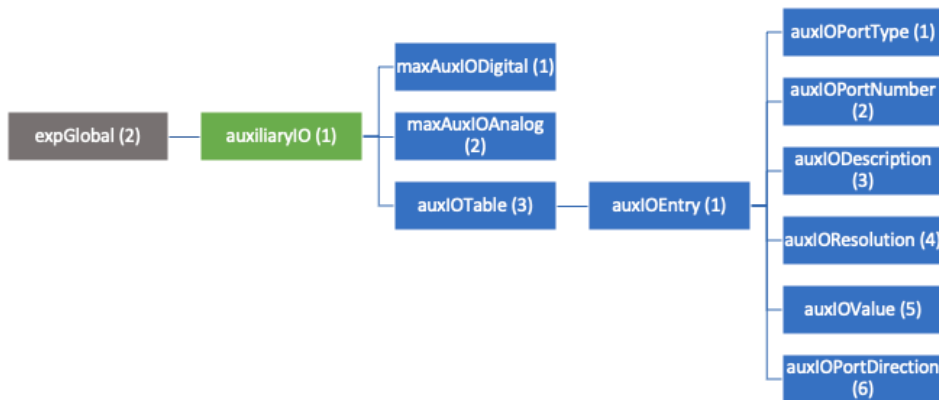 expGlobal (2)
auxiliaryIO (1)
maxAuxIODigital (1)
maxAuxIOAnalog
(2)
auxIOTable (3)
auxIOEntry (1)
auxIOPortType (1)
auxIOPortNumber
(2)
auxIODescription
(3)
auxIOResolution (4)
auxIOValue (5)
auxIOPortDirection
(6)